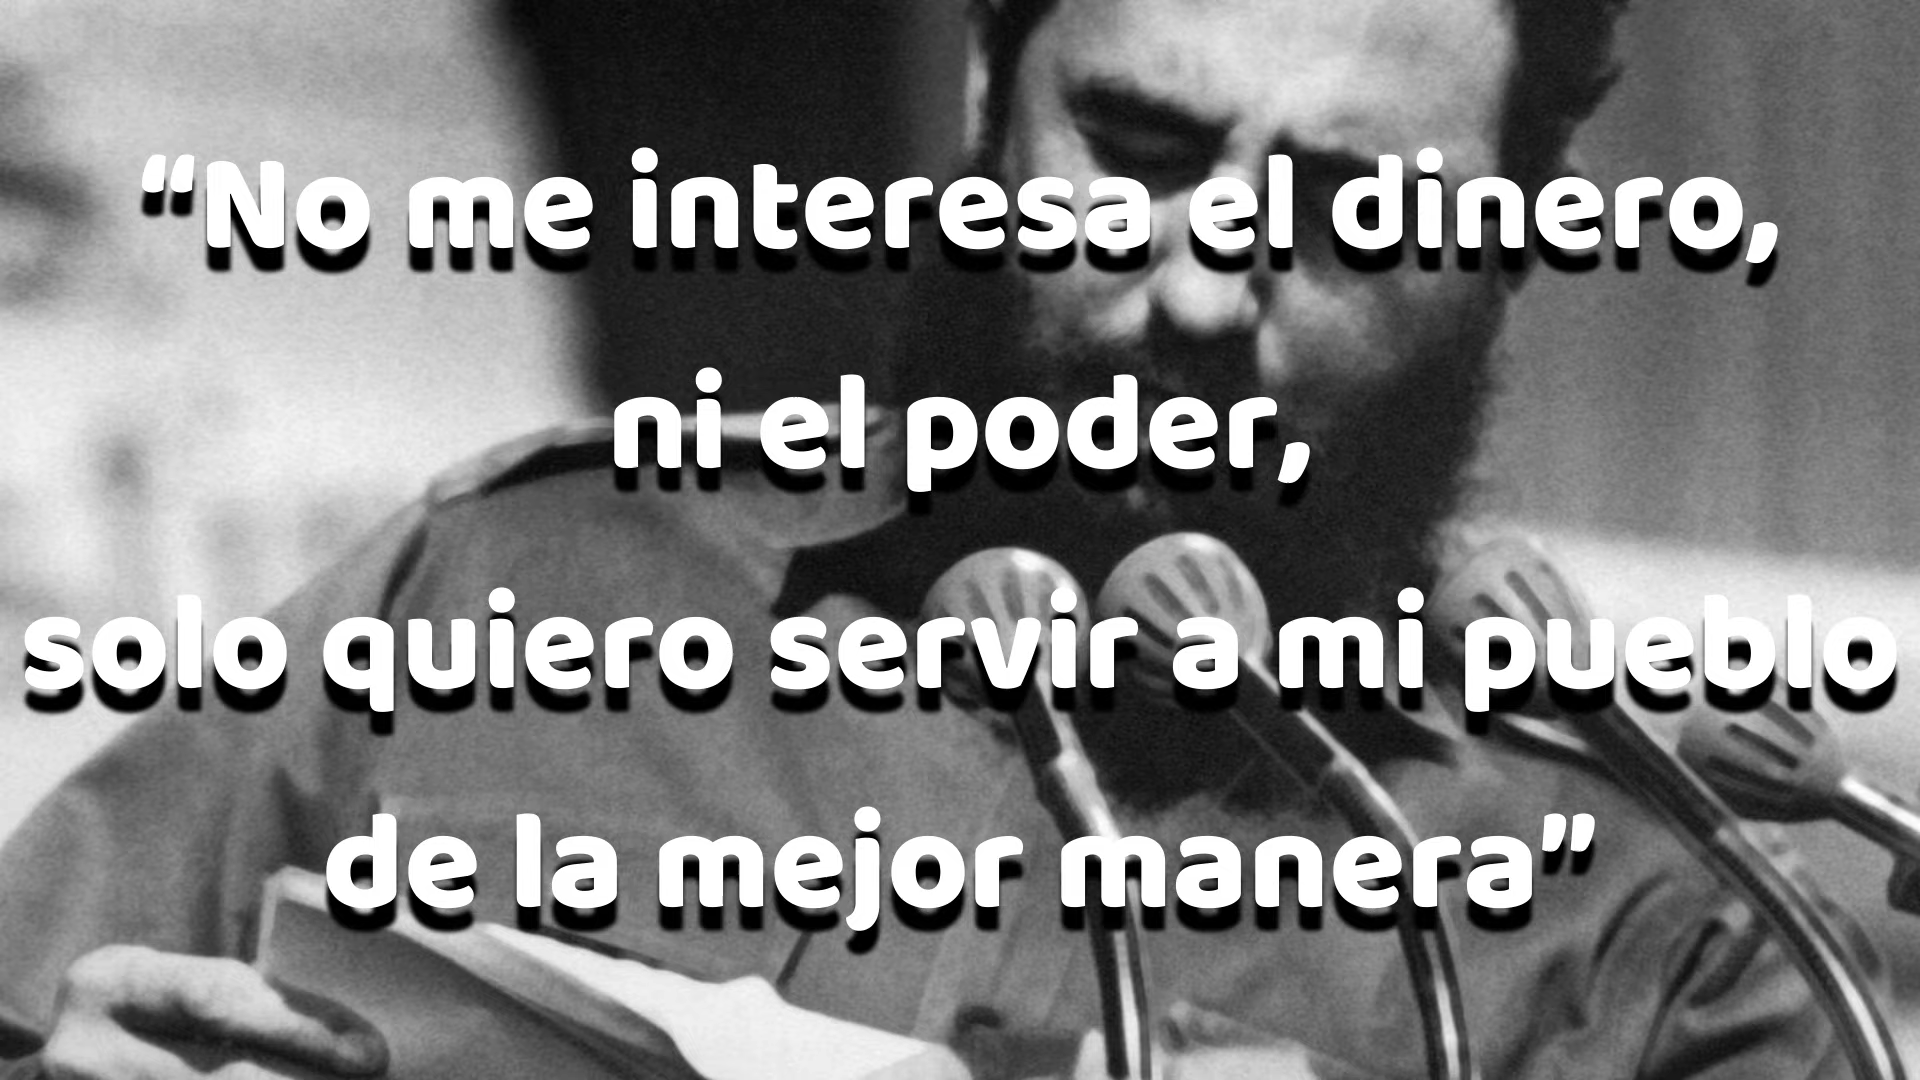 “No me interesa el dinero,
ni el poder,
solo quiero servir a mi pueblo
de la mejor manera”